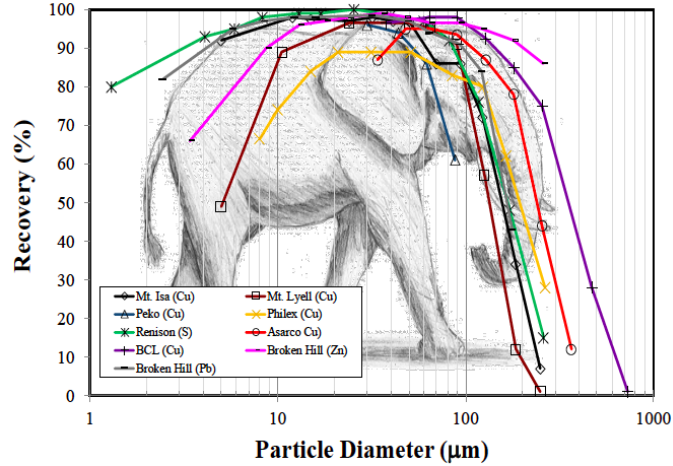 Recovery (%)
100
90
80
70
60
50
40
30
20
10
0
Mt. Isa (Cu)
Mt. Lyell (Cu)
Peko (Cu)
Philex (Cu)
Renison (S)
Asarco Cu)
BCL (Cu)
Broken Hill (Zn)
Broken Hill (Pb)
1
10
100
1000
Particle Diameter (μm)